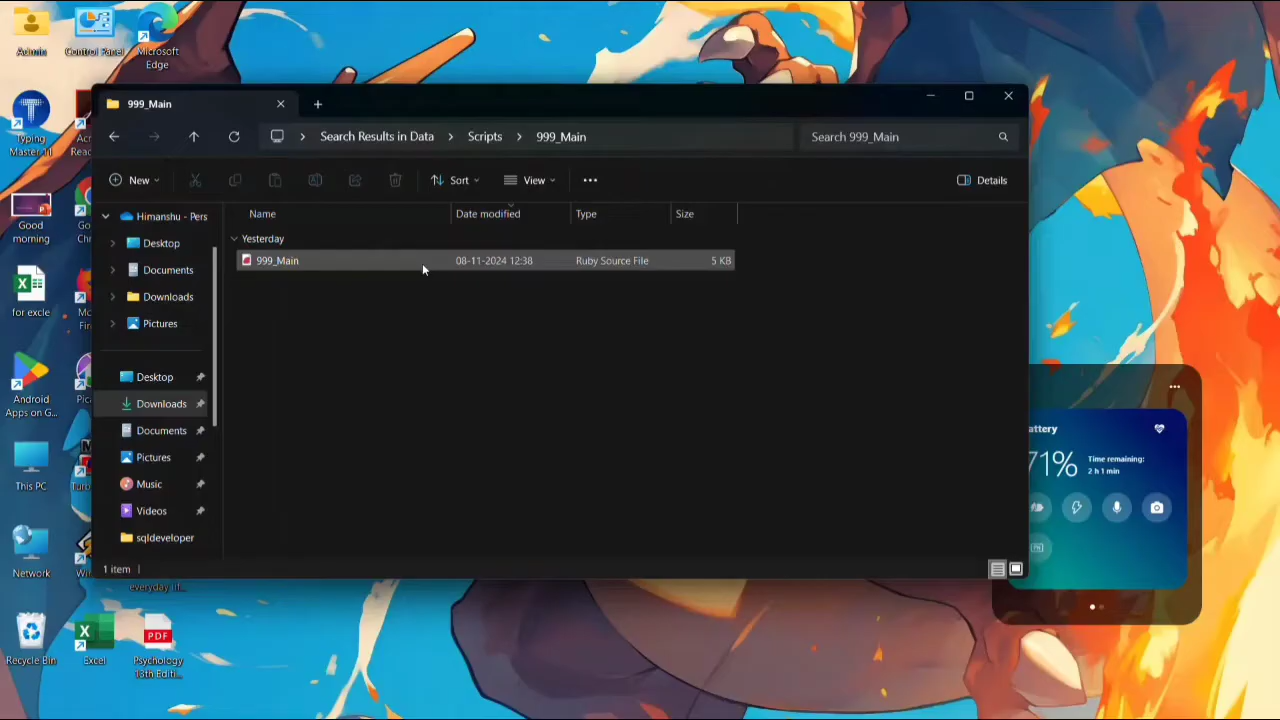 Admin
Control Panel
Microsoft
Edge
Typing
Master 11
Good
morning
for excle
Android
Apps on G...
This PC
Network
Recycle Bin
Excel
Psychology
13th Editi...
everyday lif...
999_Main
Search Results in Data
Scripts
999_Main
Search 999_Main
New
Sort
View
Details
Himanshu - Pers
Desktop
Documents
Downloads
Pictures
Desktop
Downloads
Documents
Pictures
Music
Videos
sqldeveloper
Name
Date modified
Type
Size
Yesterday
999_Main
08-11-2024 12:38
Ruby Source File
5 KB
1 item
attery
71%
Time remaining:
2 h 1 min
PDF